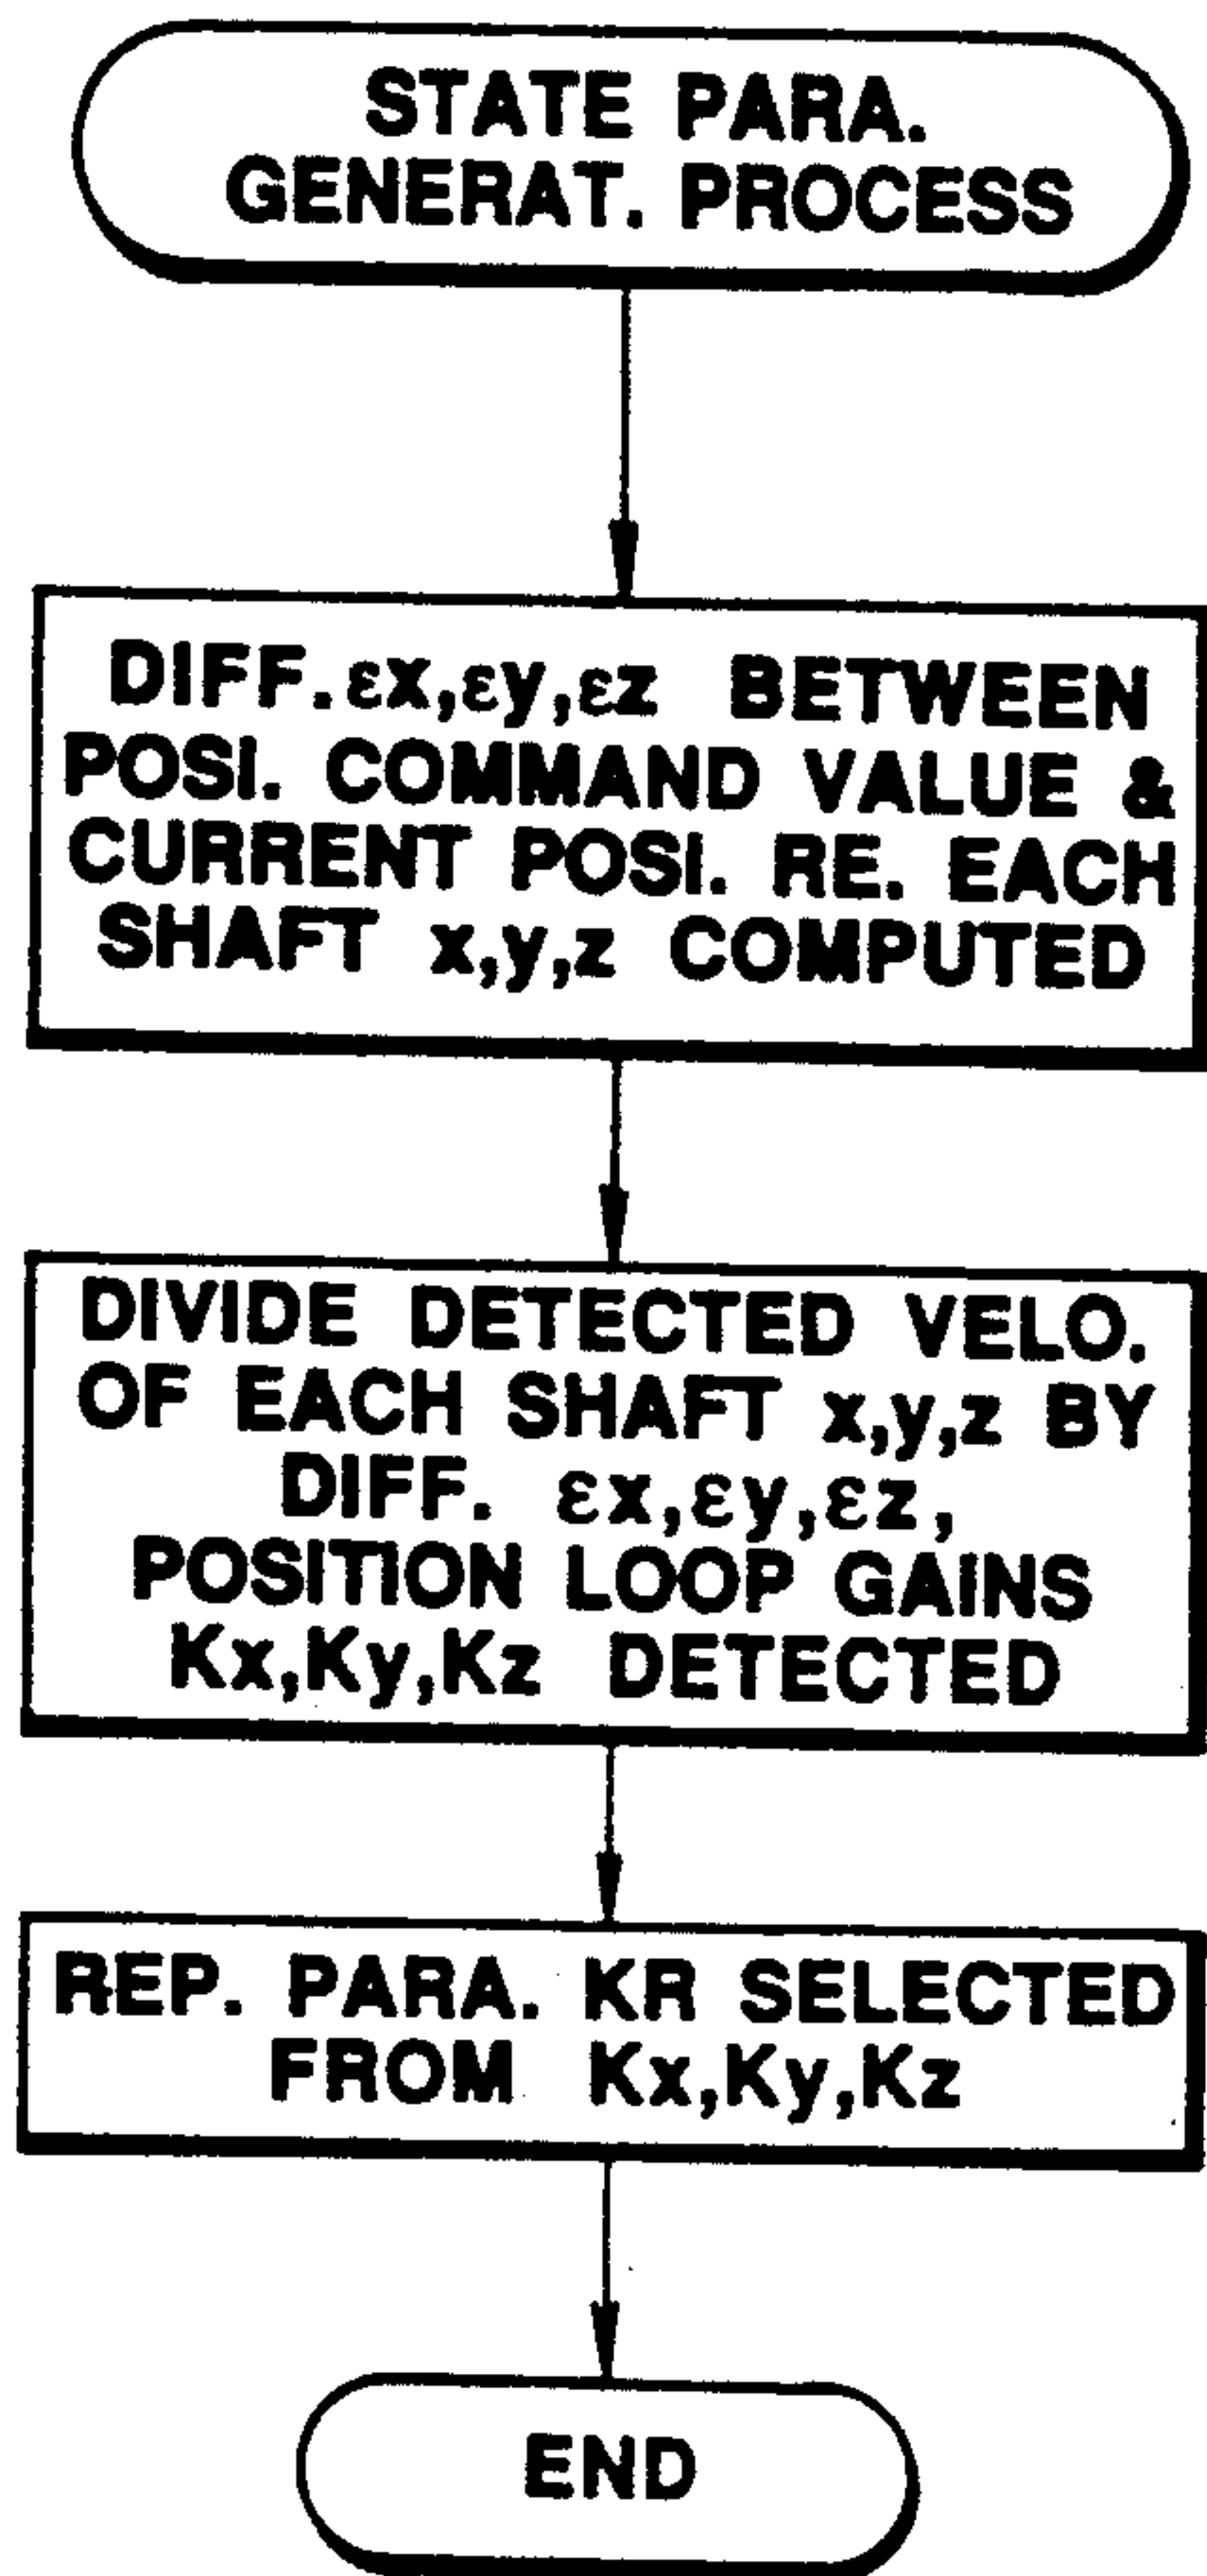 STATE PARA.
GENERAT. PROCESS
DIFF. εx,εy,εz BETWEEN
POSI. COMMAND VALUE &
CURRENT POSI. RE. EACH
SHAFT x,y,z COMPUTED
DIVIDE DETECTED VELO.
OF EACH SHAFT x,y,z BY
DIFF. εx,εy,εz,
POSITION LOOP GAINS
Kx,Ky,Kz DETECTED
REP. PARA. KR SELECTED
FROM Kx,Ky,Kz
END